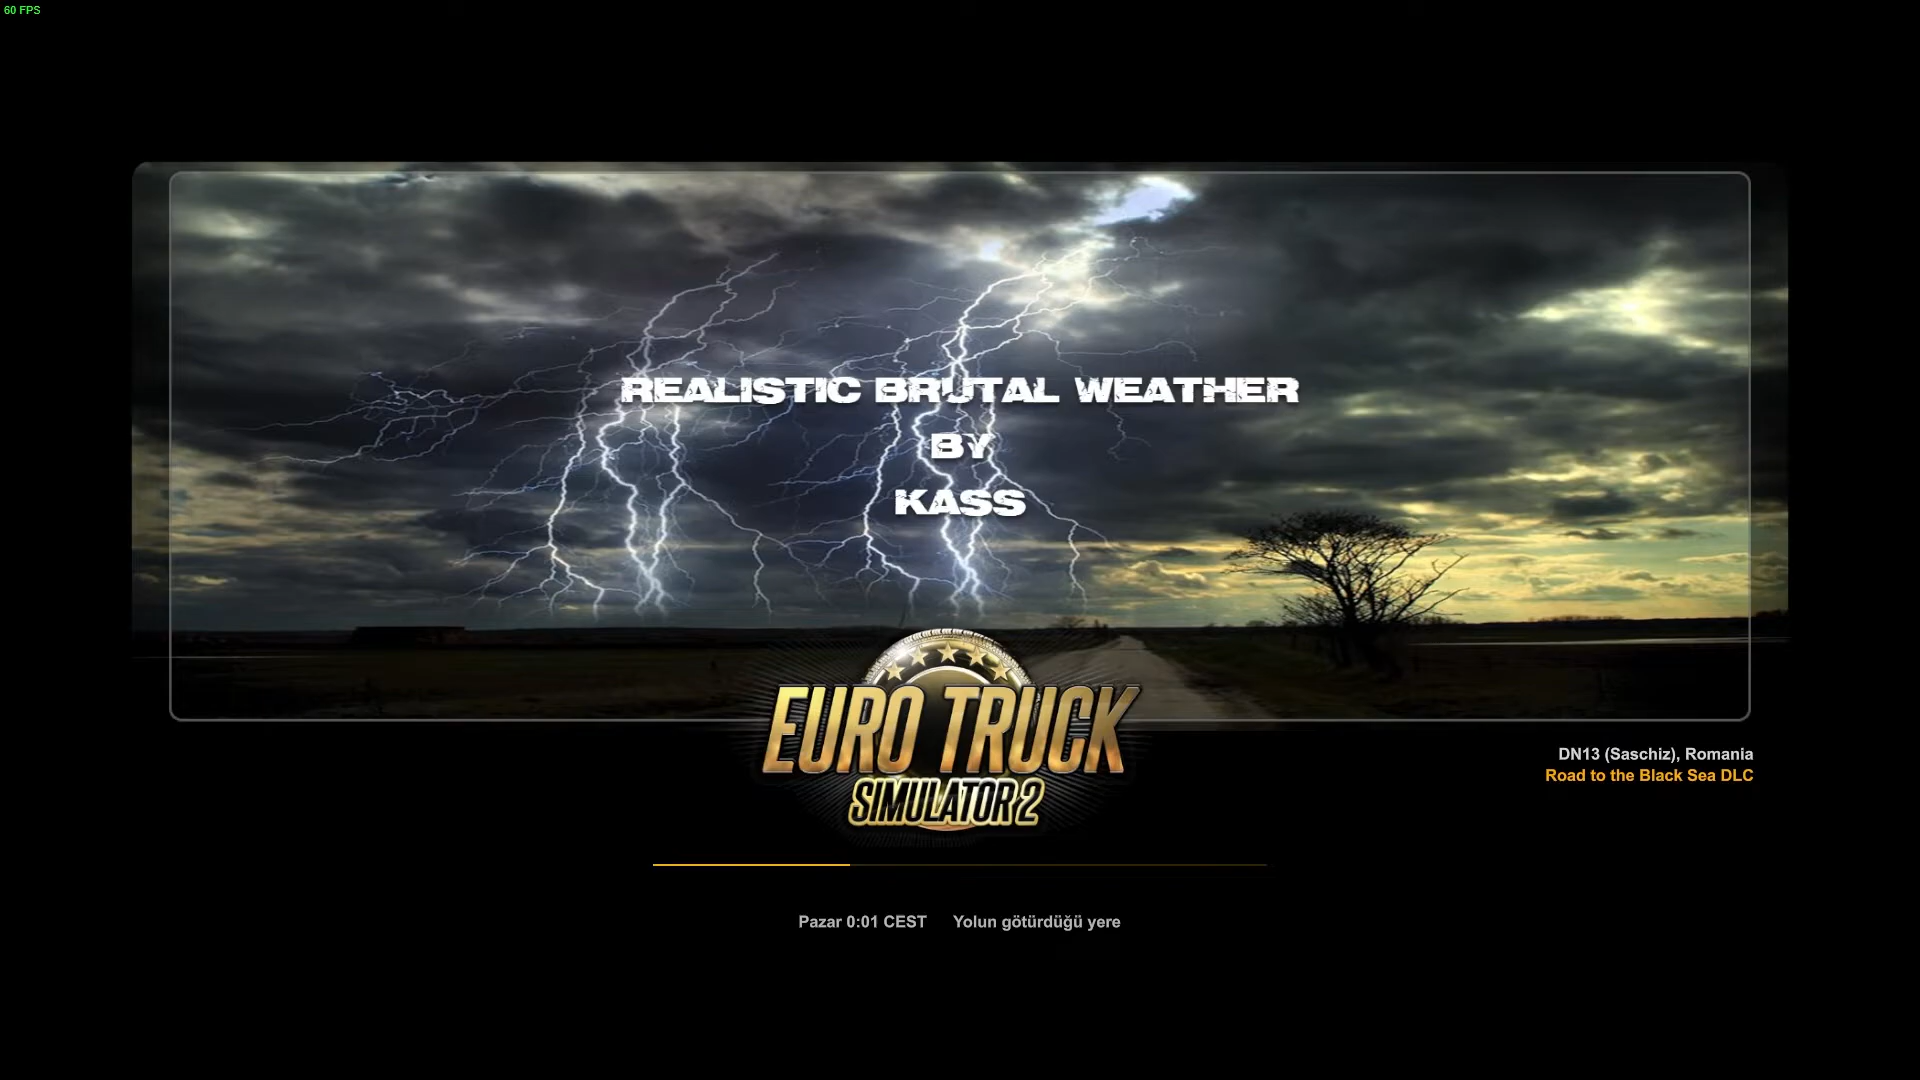 60 FPS
REALISTIC BRUTAL WEATHER
BY
KASS
EURO TRUCK
SIMULATOR 2
DN13 (Saschiz), Romania
Road to the Black Sea DLC
Pazar 0:01 CEST Yolun götürdüğü yere